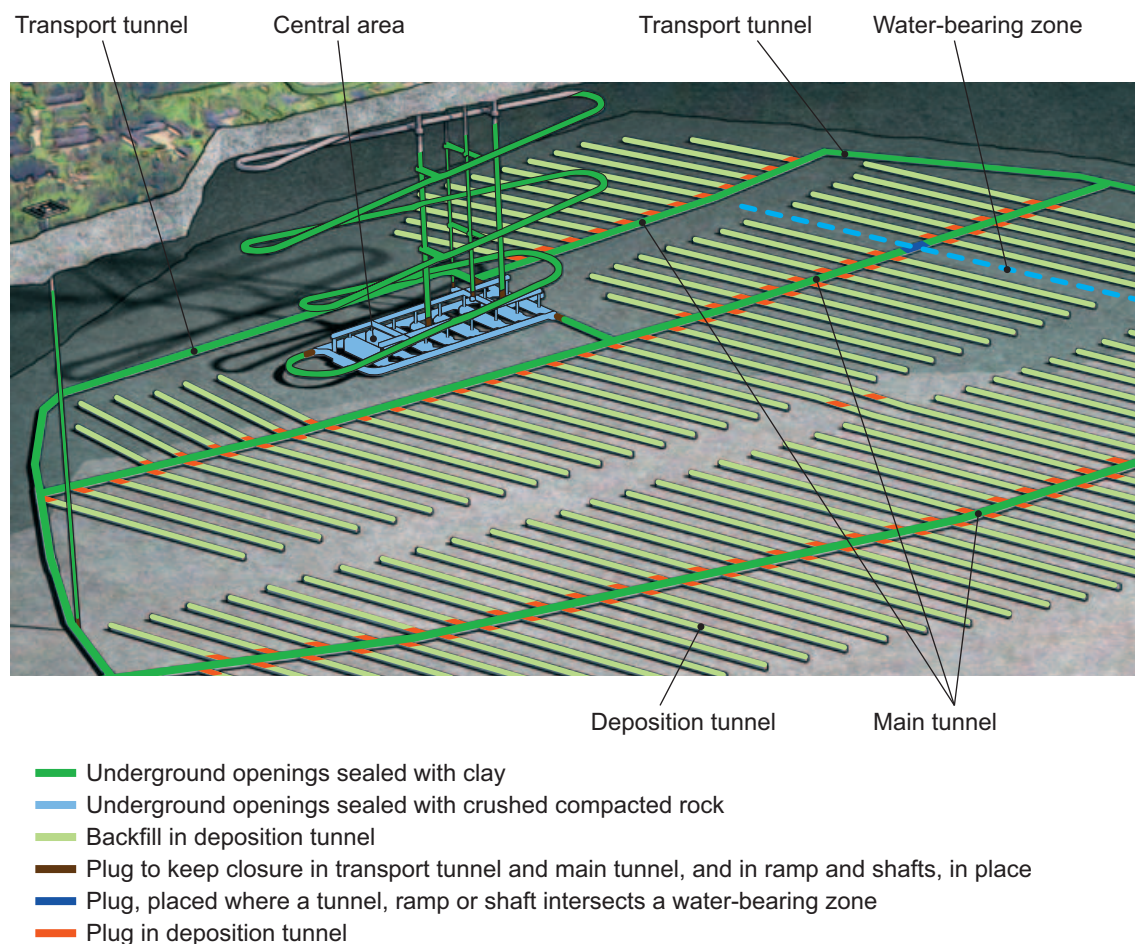 Transport tunnel
Central area
Transport tunnel
Water-bearing zone
Deposition tunnel
Main tunnel
Underground openings sealed with clay
Underground openings sealed with crushed compacted rock
Backfill in deposition tunnel
Plug to keep closure in transport tunnel and main tunnel, and in ramp and shafts, in place
Plug, placed where a tunnel, ramp or shaft intersects a water-bearing zone
Plug in deposition tunnel